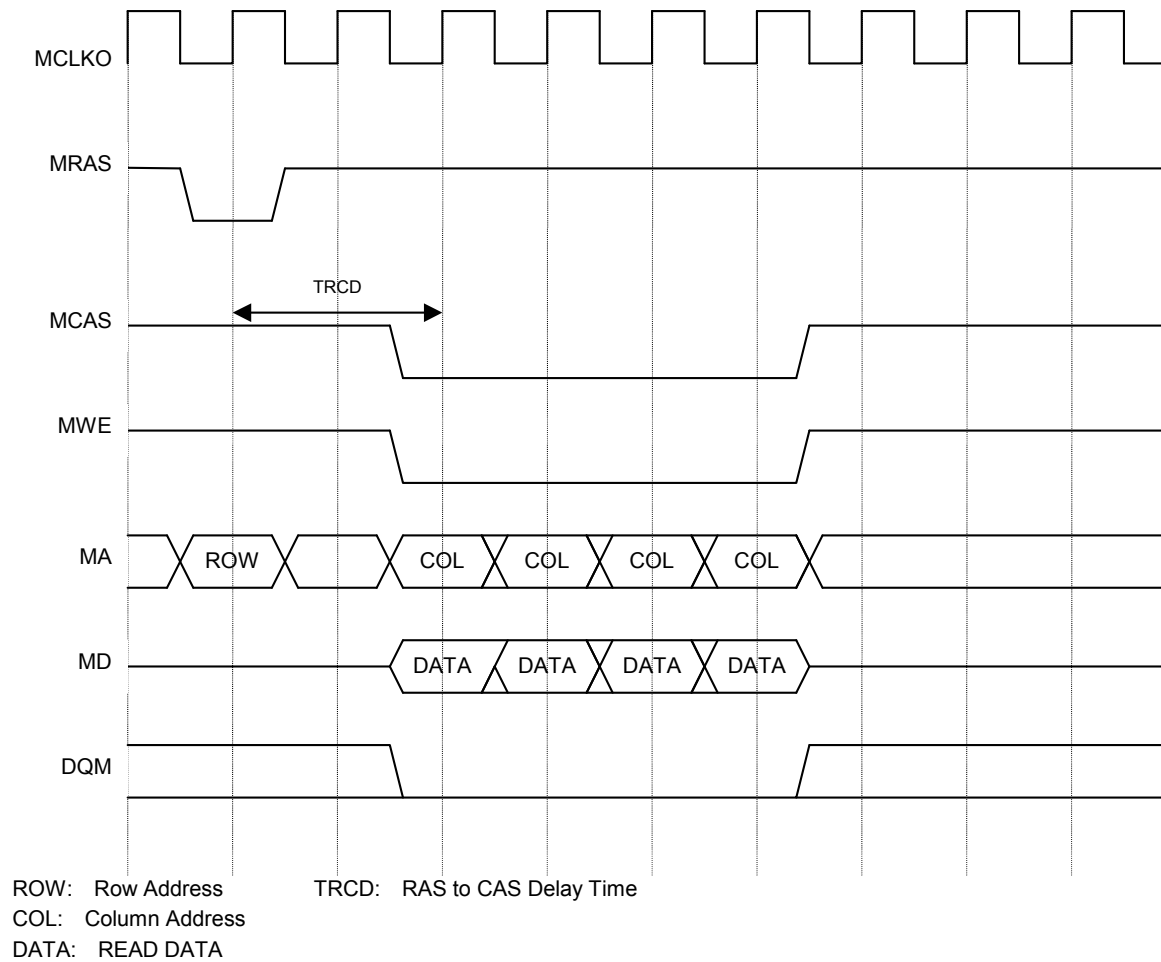 MCLKO
MRAS
TRCD
MCAS
MWE
MA ROW COL COL COL COL
MD DATA DATA DATA DATA
DQM
ROW: Row Address TRCD: RAS to CAS Delay Time
COL: Column Address
DATA: READ DATA